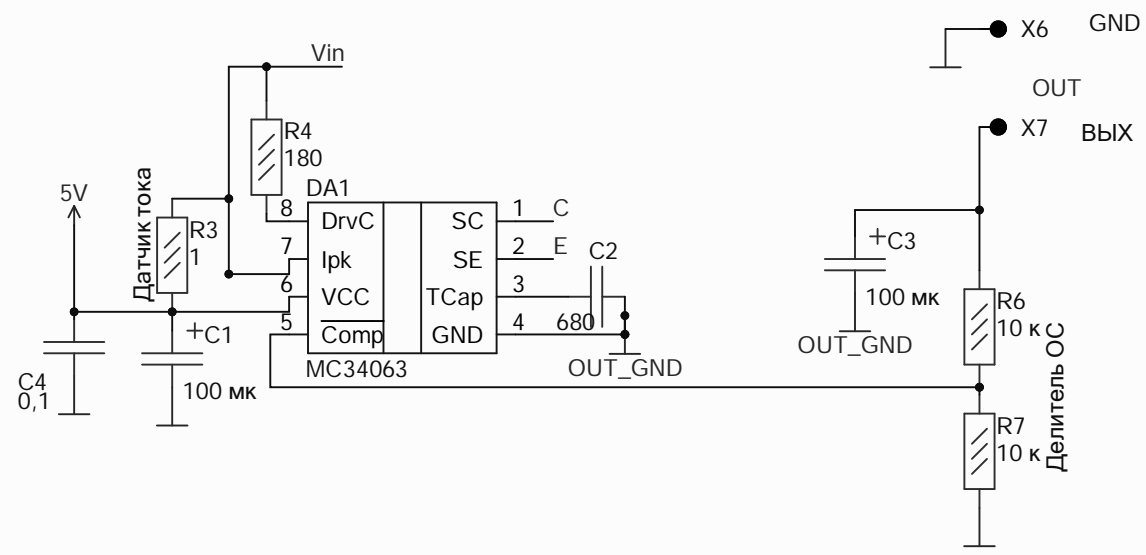 X6 GND
Vin
OUT
X7 ВЫХ
R4
180
DA1
5V
Датчик тока
R3
1
8 DrvC SC 1 C
7 Ipk SE 2 E
6 VCC TCap 3
5 Comp GND 4
C2
680
MC34063
OUT_GND
+C1
100 мк
C4
0,1
+C3
100 мк
OUT_GND
R6
10 к
R7
10 к
Делитель ОС